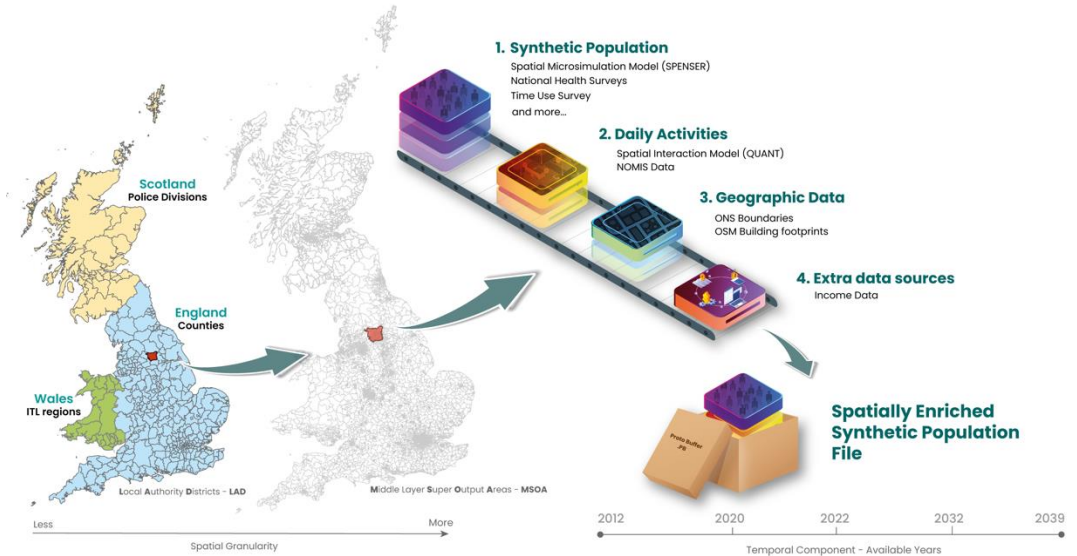 1. Synthetic Population
Spatial Microsimulation Model (SPENSER)
National Health Surveys
Time Use Survey
and more...
2. Daily Activities
Spatial Interaction Model (QUANT)
NOMIS Data
3. Geographic Data
ONS Boundaries
OSM Building footprints
4. Extra data sources
Income Data
Scotland
Police Divisions
England
Counties
Wales
ITL regions
Local Authority Districts - LAD
Middle Layer Super Output Areas - MSOA
Less
More
Spatial Granularity
Proto Buffer
.PB
Spatially Enriched
Synthetic Population
File
2012
2020
2022
2032
2039
Temporal Component - Available Years